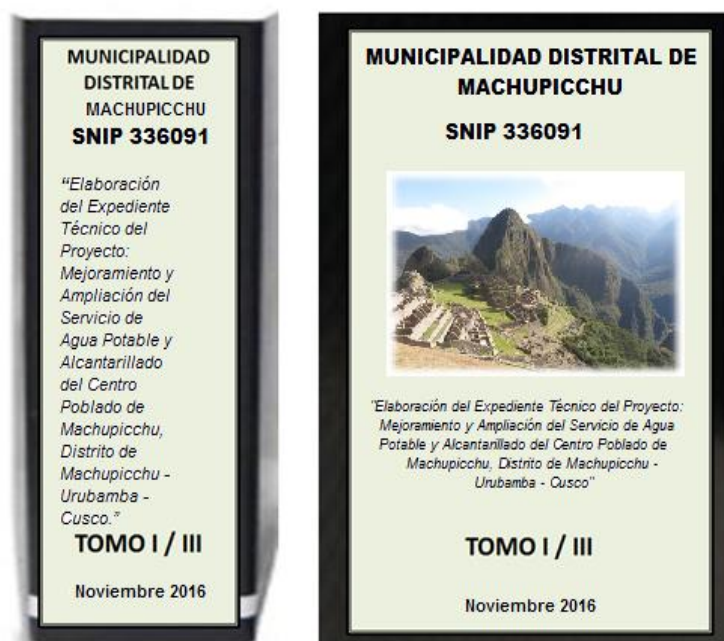 MUNICIPALIDAD
DISTRITAL DE
MACHUPICCHU
SNIP 336091
“Elaboración
del Expediente
Técnico del
Proyecto:
Mejoramiento y
Ampliación del
Servicio de
Agua Potable y
Alcantarillado
del Centro
Poblado de
Machupicchu,
Distrito de
Machupicchu -
Urubamba -
Cusco.”
TOMO I / III
Noviembre 2016
MUNICIPALIDAD DISTRITAL DE
MACHUPICCHU
SNIP 336091
"Elaboración del Expediente Técnico del Proyecto:
Mejoramiento y Ampliación del Servicio de Agua
Potable y Alcantarillado del Centro Poblado de
Machupicchu, Distrito de Machupicchu -
Urubamba - Cusco"
TOMO I / III
Noviembre 2016